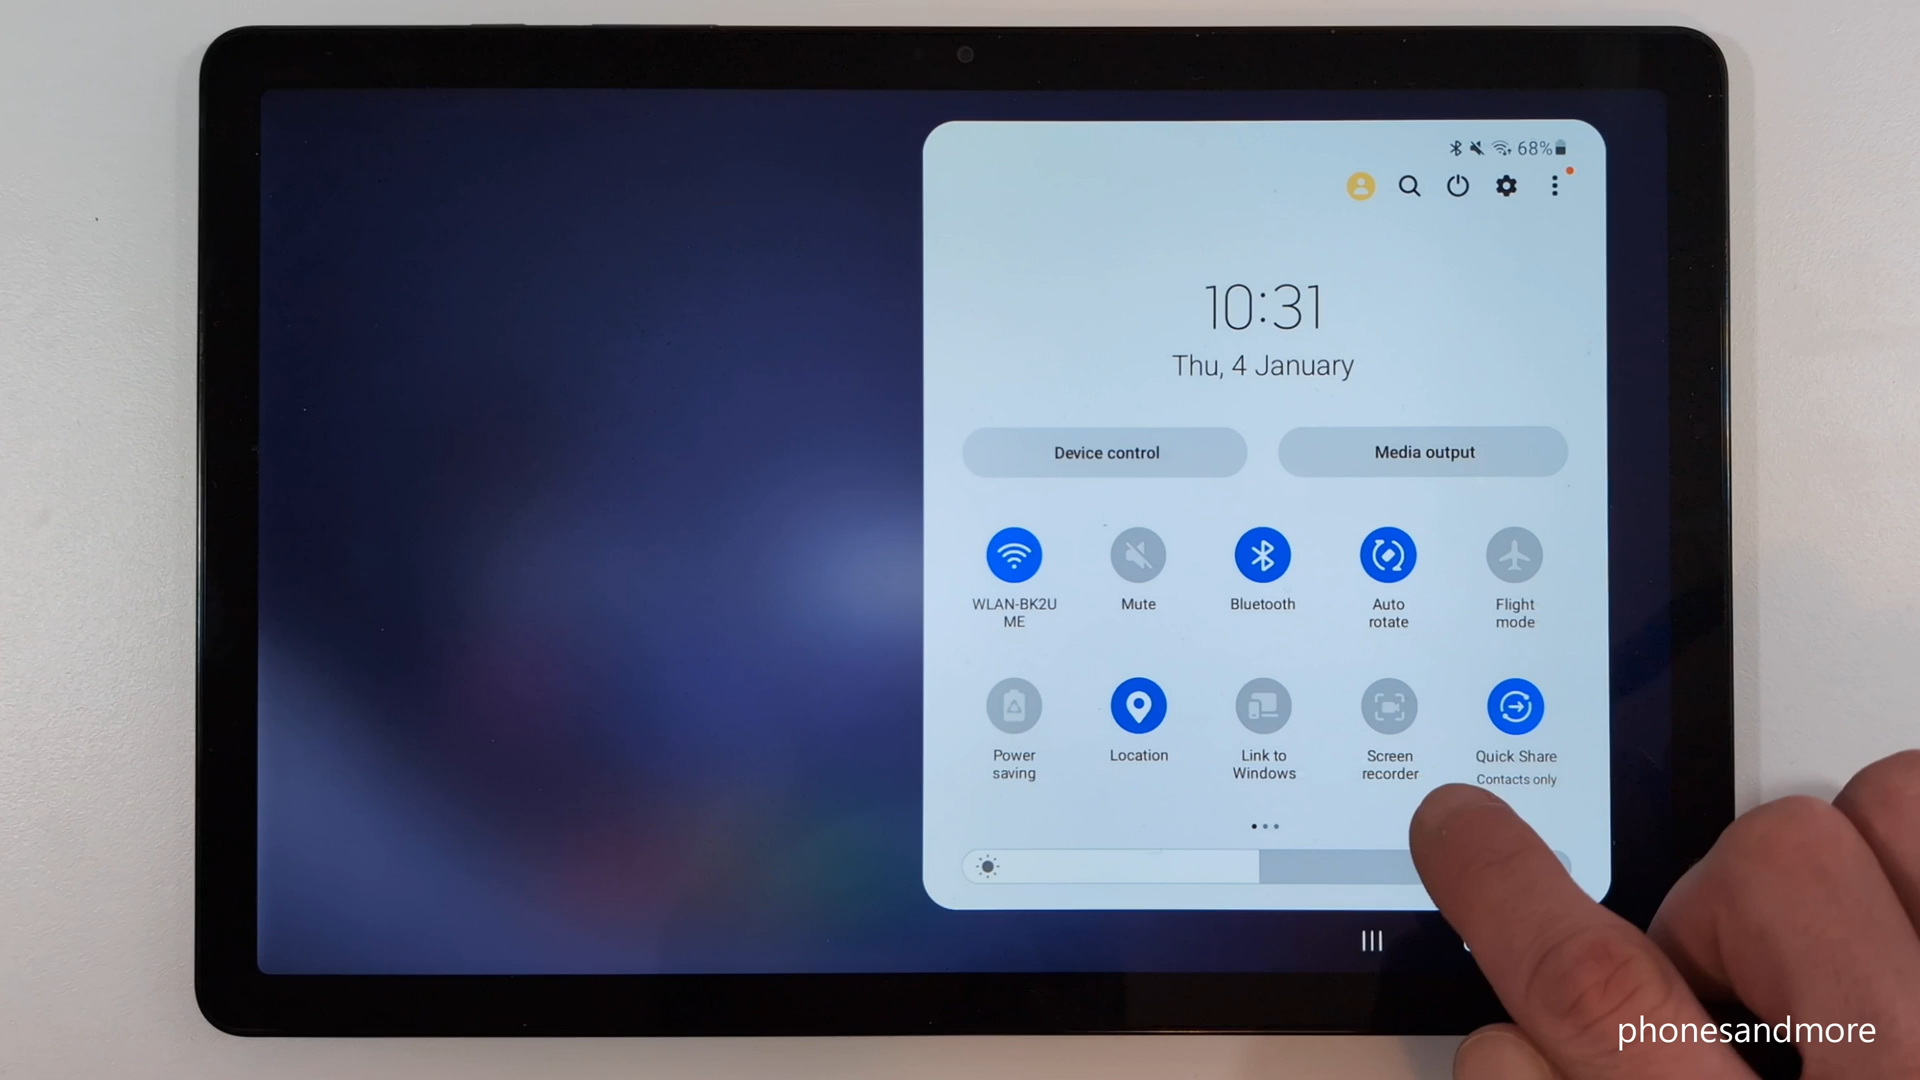 68%
10:31
Thu, 4 January
Device control
Media output
WLAN-BK2U
ME
Mute
Bluetooth
Auto
rotate
Flight
mode
Power
saving
Location
Link to
Windows
Screen
recorder
Quick Share
Contacts only
phonesandmore